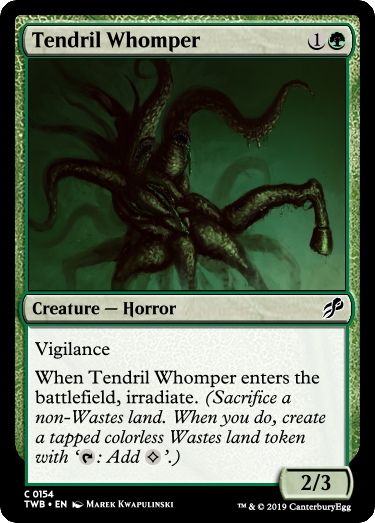 Tendril Whomper 1
Creature — Horror
Vigilance
When Tendril Whomper enters the
battlefield, irradiate. (Sacrifice a
non-Wastes land. When you do, create
a tapped colorless Wastes land token
with ‘: Add ’.)
2/3
C 0154
TWB • EN Marek Kwapulinski
™ & © 2019 CanterburyEgg